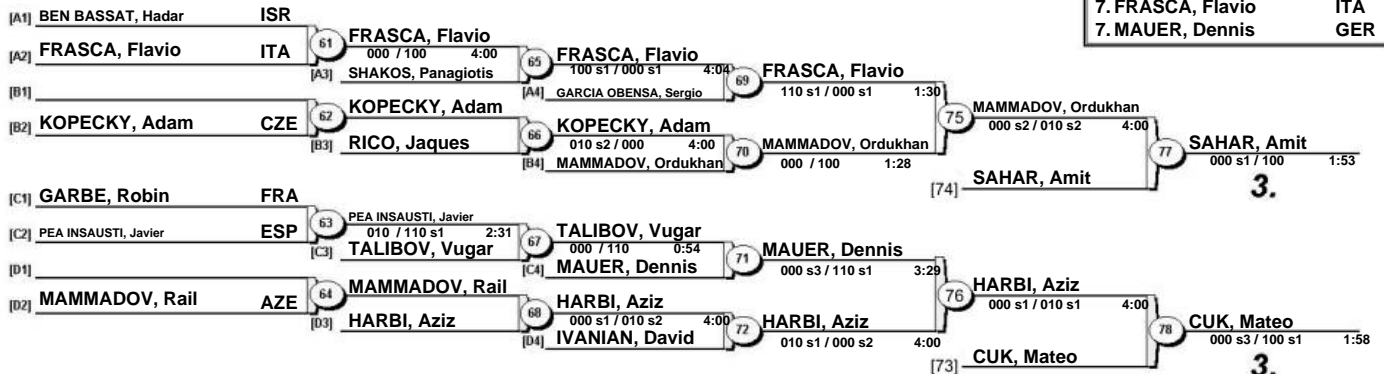 7. FRASCA, Flavio ITA
7. MAUER, Dennis GER
[A1] BEN BASSAT, Hadar ISR
[A2] FRASCA, Flavio ITA
61
FRASCA, Flavio
000 / 100 4:00
[A3] SHAKOS, Panagiotis
65
FRASCA, Flavio
100 s1 / 000 s1 4:04
[A4] GARCIA OBENSA, Sergio
69
FRASCA, Flavio
110 s1 / 000 s1 1:30
[B1]
[B2] KOPECKY, Adam CZE
62
KOPECKY, Adam
[B3] RICO, Jaques
66
KOPECKY, Adam
010 s2 / 000 4:00
[B4] MAMMADOV, Ordukhan
70
MAMMADOV, Ordukhan
000 / 100 1:28
75
MAMMADOV, Ordukhan
000 s2 / 010 s2 4:00
[74] SAHAR, Amit
77
SAHAR, Amit
000 s1 / 100 1:53
3.
[C1] GARBE, Robin FRA
[C2] PEA INSAUSTI, Javier ESP
63
PEA INSAUSTI, Javier
010 / 110 s1 2:31
[C3] TALIBOV, Vugar
67
TALIBOV, Vugar
000 / 110 0:54
[C4] MAUER, Dennis
71
MAUER, Dennis
000 s3 / 110 s1 3:29
[D1]
[D2] MAMMADOV, Rail AZE
64
MAMMADOV, Rail
[D3] HARBI, Aziz
68
HARBI, Aziz
000 s1 / 010 s2 4:00
[D4] IVANIAN, David
72
HARBI, Aziz
010 s1 / 000 s2 4:00
76
HARBI, Aziz
000 s1 / 010 s1 4:00
[73] CUK, Mateo
78
CUK, Mateo
000 s3 / 100 s1 1:58
3.